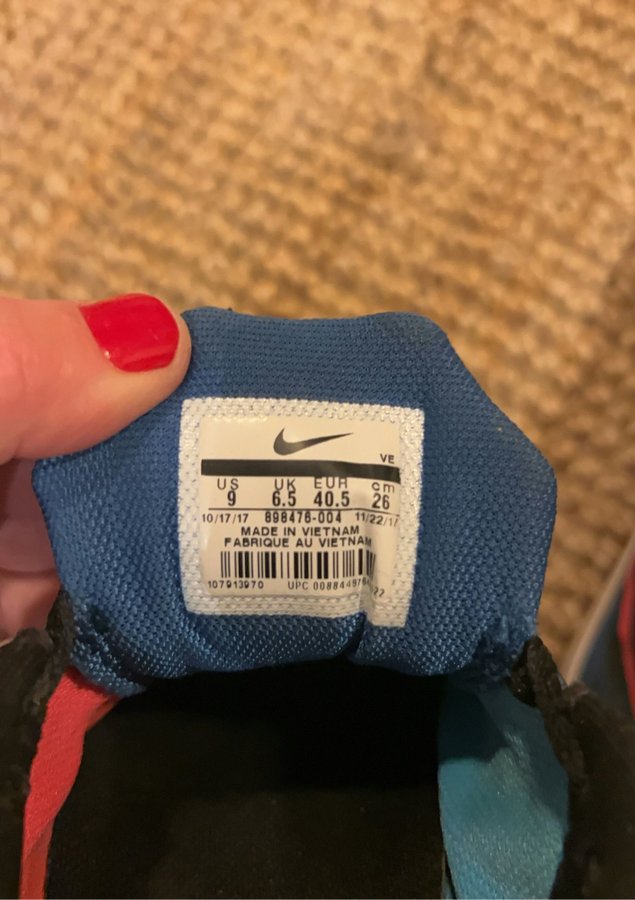 VE
US UK EUR cm
9 6.5 40.5 26
10/17/17 898476-004 11/22/17
MADE IN VIETNAM
FABRIQUE AU VIETNAM
107913970 UPC